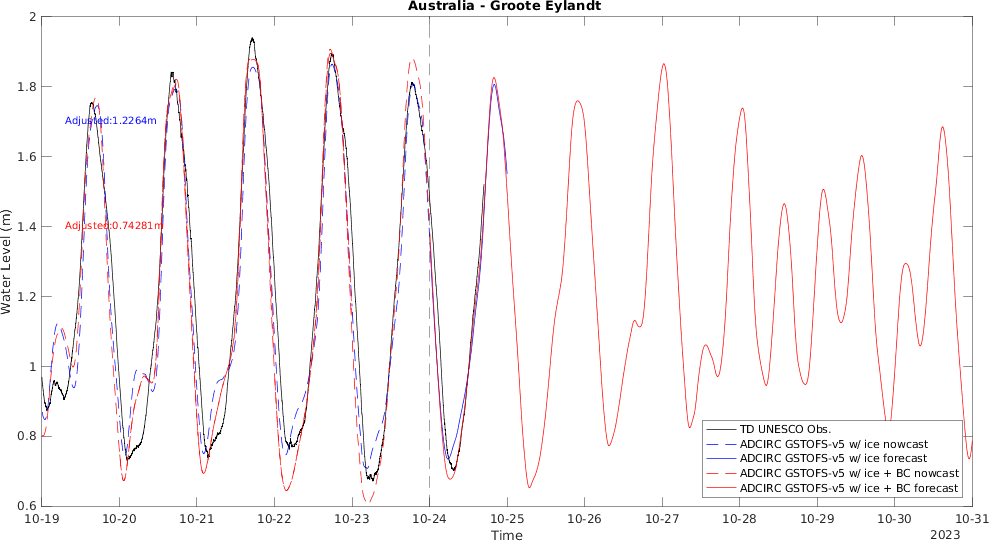 Australia - Groote Eylandt
2
1.8
1.6
1.4
1.2
1
0.8
0.6
Water Level (m)
Adjusted:1.2264m
Adjusted:0.74281m
TD UNESCO Obs.
ADCIRC GSTOFS-v5 w/ ice nowcast
ADCIRC GSTOFS-v5 w/ ice forecast
ADCIRC GSTOFS-v5 w/ ice + BC nowcast
ADCIRC GSTOFS-v5 w/ ice + BC forecast
10-19 10-20 10-21 10-22 10-23 10-24 10-25 10-26 10-27 10-28 10-29 10-30 10-31
Time
2023